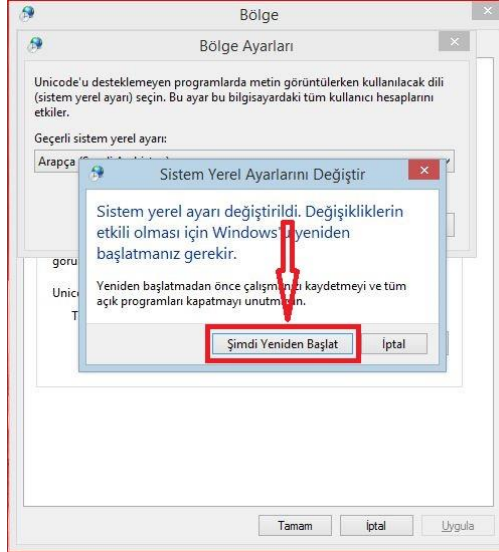 Bölge
Bölge Ayarları
Unicode'u desteklemeyen programlarda metin görüntülerken kullanılacak dili
(sistem yerel ayarı) seçin. Bu ayar bu bilgisayardaki tüm kullanıcı hesaplarını
etkiler.
Geçerli sistem yerel ayarı:
Arapça
Sistem Yerel Ayarlarını Değiştir
Sistem yerel ayarı değiştirildi. Değişikliklerin
etkili olması için Windows'u yeniden
başlatmanız gerekir.
Yeniden başlatmadan önce çalışmanızı kaydetmeyi ve tüm
açık programları kapatmayı unutmayın.
Şimdi Yeniden Başlat
İptal
Tamam
İptal
Uygula